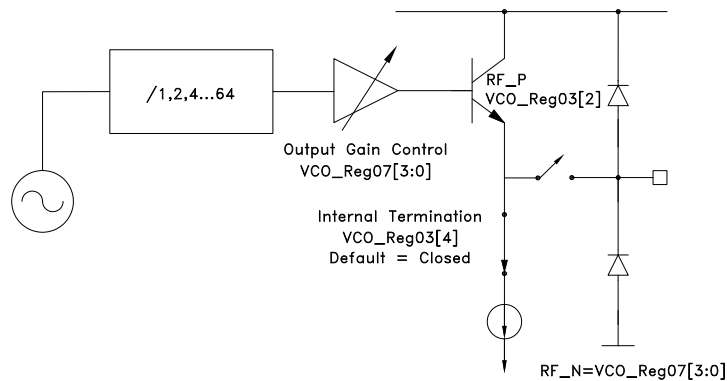 /1,2,4...64
RF_P
VCO_Reg03[2]
Output Gain Control
VCO_Reg07[3:0]
Internal Termination
VCO_Reg03[4]
Default = Closed
RF_N=VCO_Reg07[3:0]